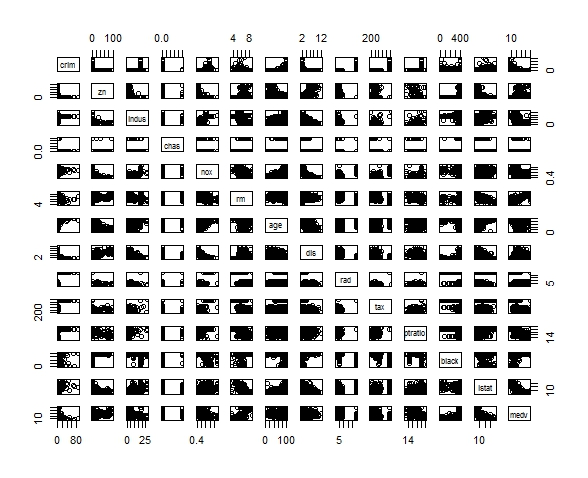 0 100 0.0 4 8 2 12 200 0 400 10
crim 0
0 zn
indus 0
0.0 chas
nox 0.4
4 rm
age 0
2 dis
rad 5
200 tax
ptratio 14
0 black
lstat 10
10 medv
0 80 0 25 0.4 0 100 5 14 10